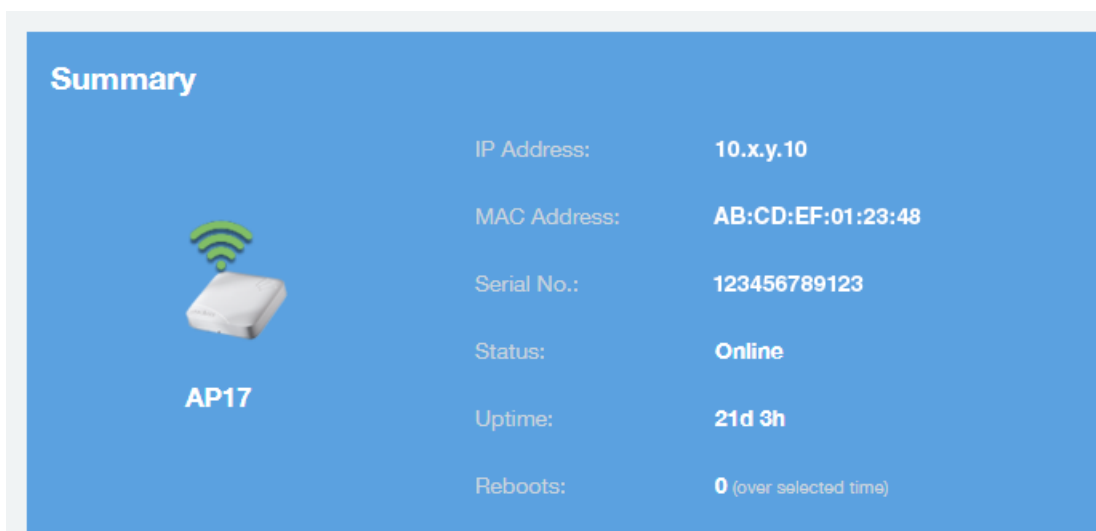 Summary
IP Address: 10.x.y.10
MAC Address: AB:CD:EF:01:23:48
Serial No.: 123456789123
Status: Online
AP17
Uptime: 21d 3h
Reboots: 0 (over selected time)